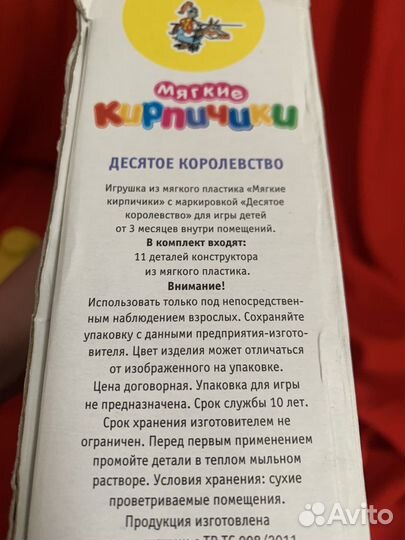 Мягкие
Кирпичики
ДЕСЯТОЕ КОРОЛЕВСТВО
Игрушка из мягкого пластика «Мягкие
кирпичики» с маркировкой «Десятое
королевство» для игры детей
от 3 месяцев внутри помещений.
В комплект входят:
11 деталей конструктора
из мягкого пластика.
Внимание!
Использовать только под непосредствен-
ным наблюдением взрослых. Сохраняйте
упаковку с данными предприятия-изгото-
вителя. Цвет изделия может отличаться
от изображенного на упаковке.
Цена договорная. Упаковка для игры
не предназначена. Срок службы 10 лет.
Срок хранения изготовителем не
ограничен. Перед первым применением
промойте детали в теплом мыльном
растворе. Условия хранения: сухие
проветриваемые помещения.
Продукция изготовлена
ТР ТС 008/2011
Avito